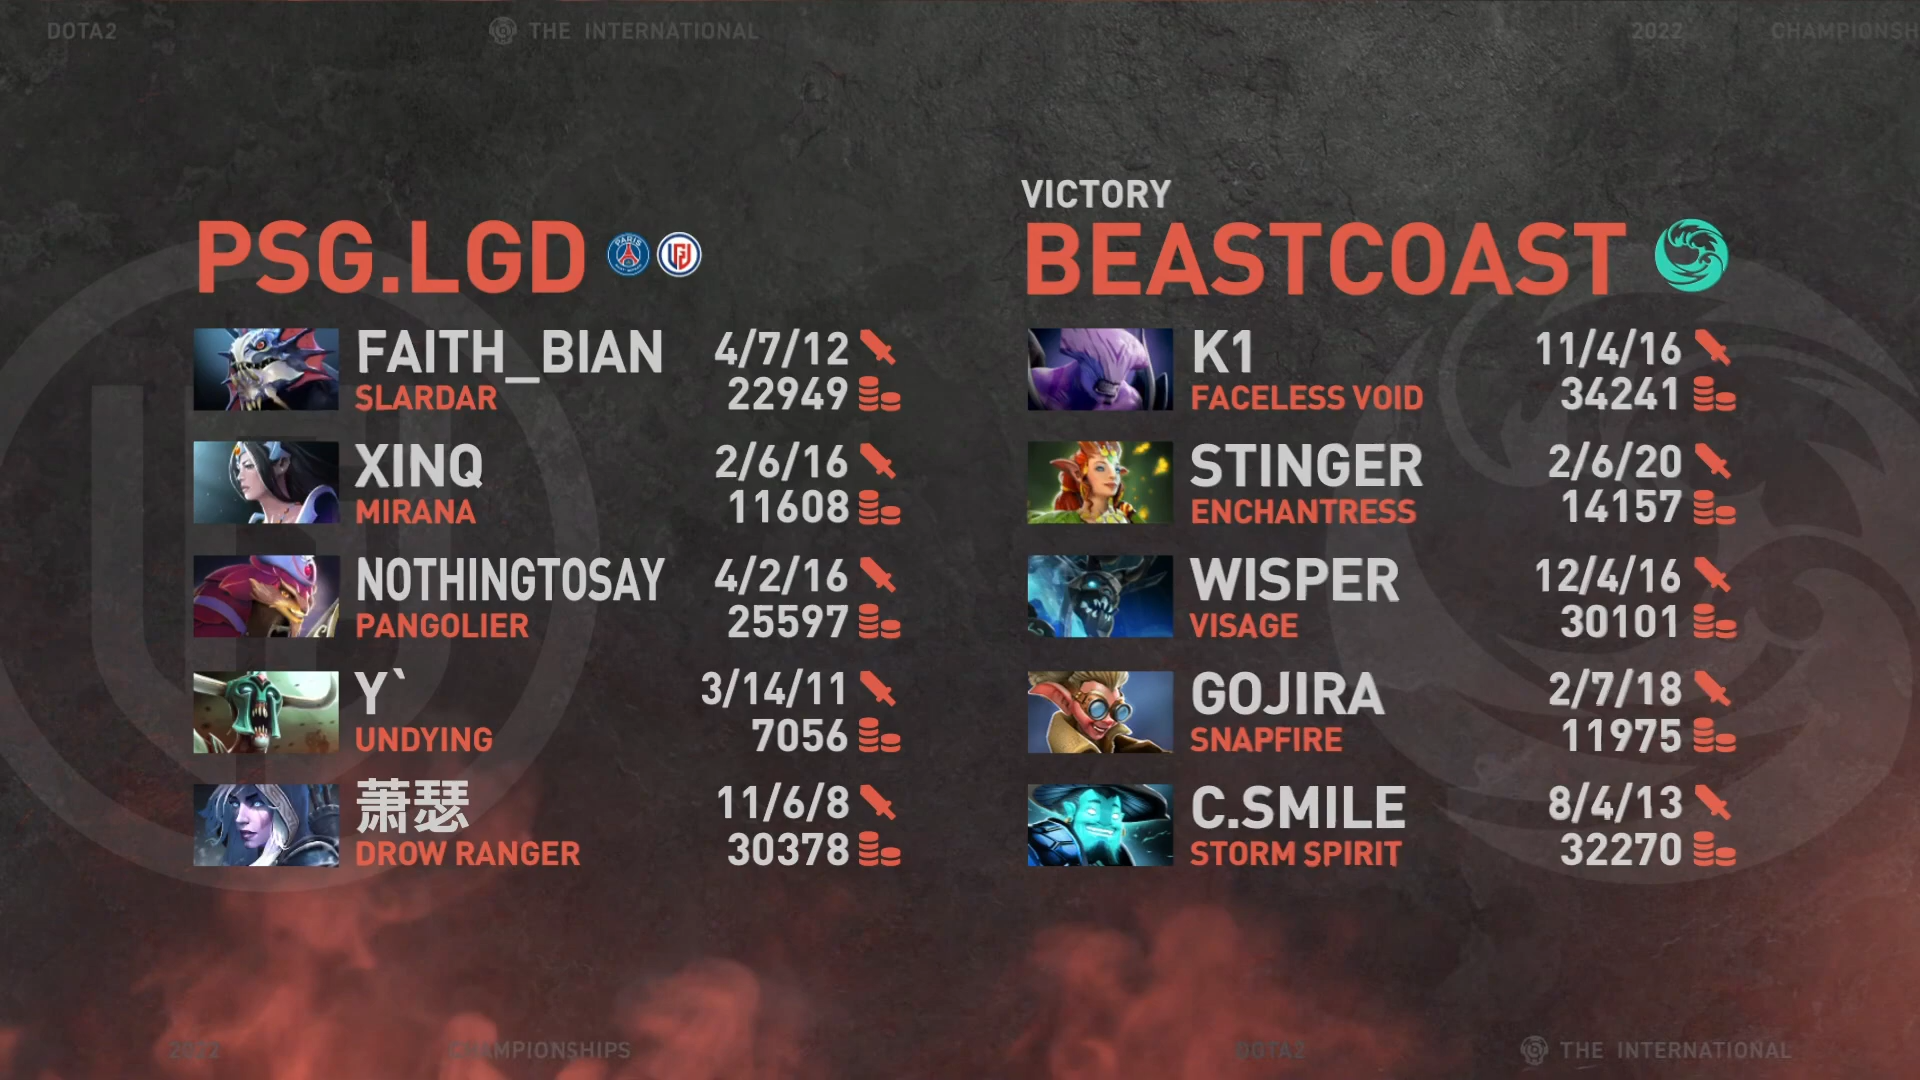 DOTA2 THE INTERNATIONAL 2022 CHAMPIONSH
PSG.LGD
PARIS
FAITH_BIAN 4/7/12
SLARDAR 22949
XINQ 2/6/16
MIRANA 11608
NOTHINGTOSAY 4/2/16
PANGOLIER 25597
Y` 3/14/11
UNDYING 7056
萧瑟 11/6/8
DROW RANGER 30378
VICTORY
BEASTCOAST
K1 11/4/16
FACELESS VOID 34241
STINGER 2/6/20
ENCHANTRESS 14157
WISPER 12/4/16
VISAGE 30101
GOJIRA 2/7/18
SNAPFIRE 11975
C.SMILE 8/4/13
STORM SPIRIT 32270
2022 CHAMPIONSHIPS DOTA2 THE INTERNATIONAL